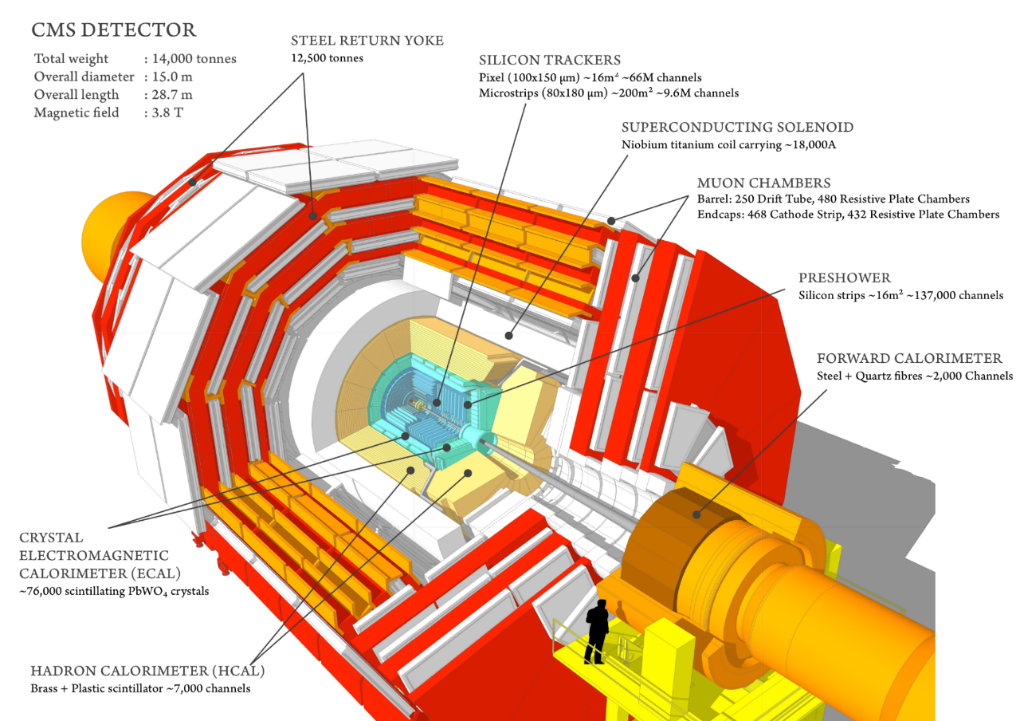 CMS DETECTOR
Total weight : 14,000 tonnes
Overall diameter : 15.0 m
Overall length : 28.7 m
Magnetic field : 3.8 T
STEEL RETURN YOKE
12,500 tonnes
SILICON TRACKERS
Pixel (100x150 μm) ~16m² ~66M channels
Microstrips (80x180 μm) ~200m² ~9.6M channels
SUPERCONDUCTING SOLENOID
Niobium titanium coil carrying ~18,000A
MUON CHAMBERS
Barrel: 250 Drift Tube, 480 Resistive Plate Chambers
Endcaps: 468 Cathode Strip, 432 Resistive Plate Chambers
PRESHOWER
Silicon strips ~16m² ~137,000 channels
FORWARD CALORIMETER
Steel + Quartz fibres ~2,000 Channels
CRYSTAL
ELECTROMAGNETIC
CALORIMETER (ECAL)
~76,000 scintillating PbWO₄ crystals
HADRON CALORIMETER (HCAL)
Brass + Plastic scintillator ~7,000 channels